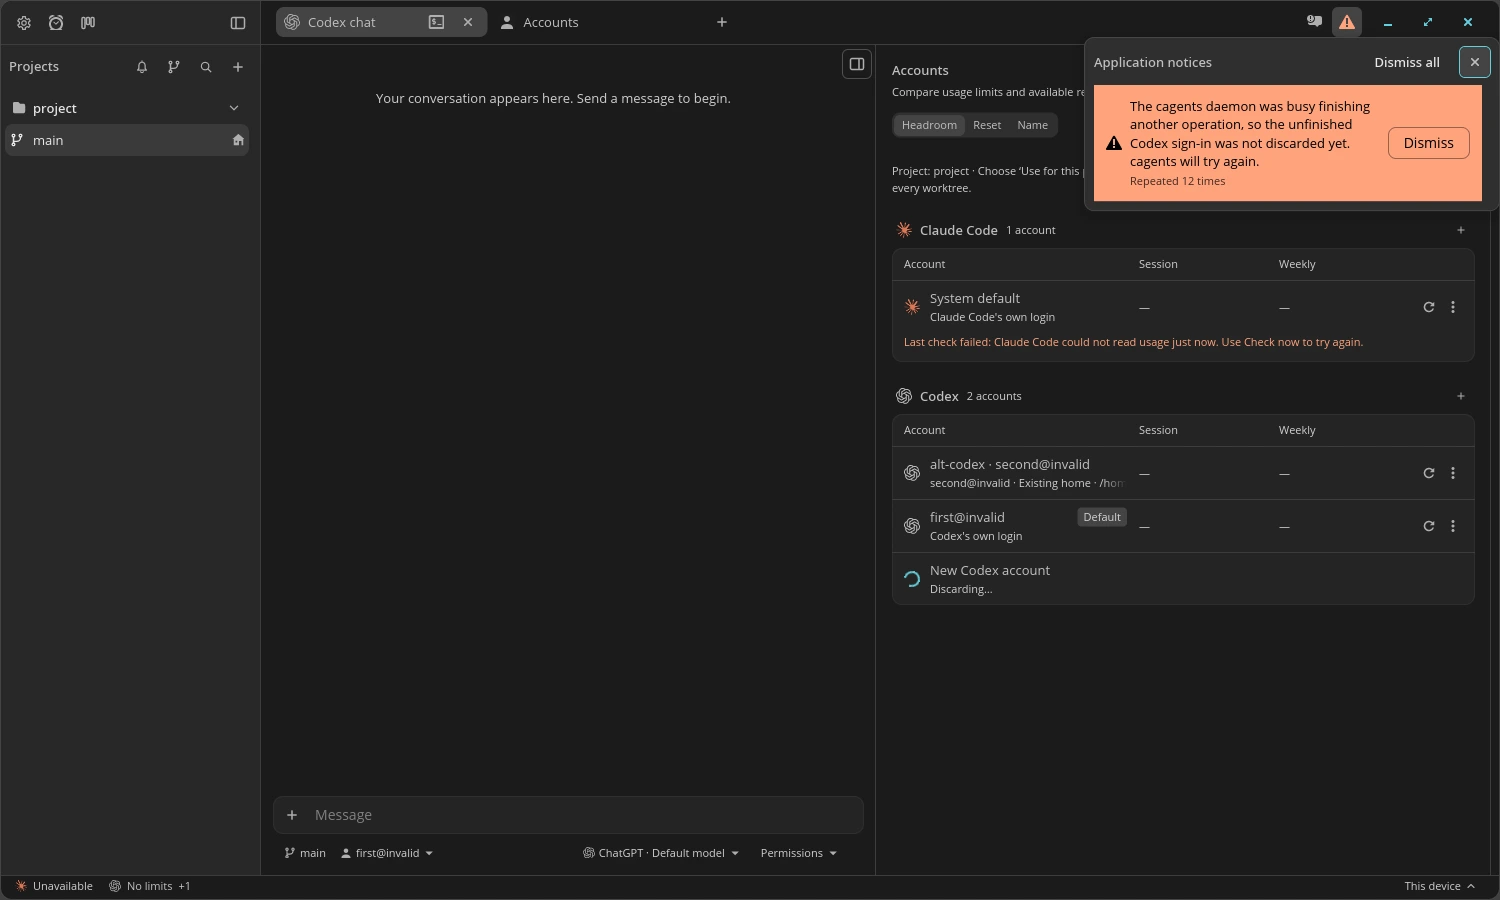 Codex chat
Accounts
Projects
project
main
Your conversation appears here. Send a message to begin.
Message
main
first@invalid
ChatGPT · Default model
Permissions
Accounts
Compare usage limits and available re
Headroom
Reset
Name
Project: project · Choose ‘Use for this
every worktree.
Application notices
Dismiss all
The cagents daemon was busy finishing
another operation, so the unfinished
Codex sign-in was not discarded yet.
cagents will try again.
Repeated 12 times
Dismiss
Claude Code 1 account
Account
Session
Weekly
System default
Claude Code's own login
—
—
Last check failed: Claude Code could not read usage just now. Use Check now to try again.
Codex 2 accounts
Account
Session
Weekly
alt-codex · second@invalid
second@invalid · Existing home · /hom
—
—
first@invalid
Default
Codex's own login
—
—
New Codex account
Discarding...
Unavailable
No limits +1
This device